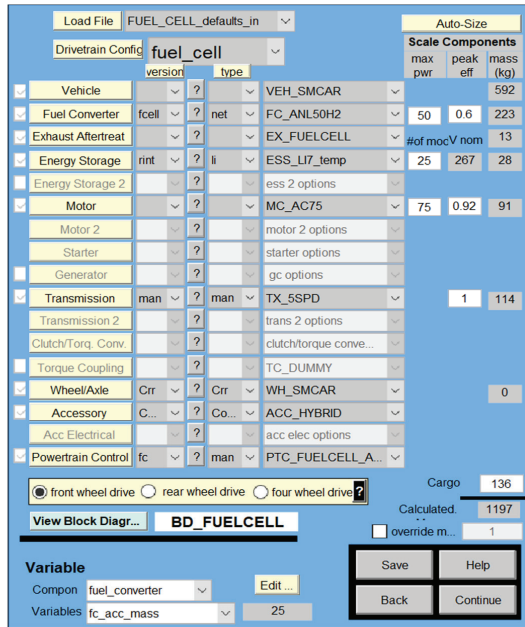 Load File FUEL_CELL_defaults_in Auto-Size
Drivetrain Config fuel_cell Scale Components
version type max pwr peak eff mass (kg)
Vehicle ? VEH_SMCAR 592
Fuel Converter fcell ? net FC_ANL50H2 50 0.6 223
Exhaust Aftertreat ? EX_FUELCELL #of moc V nom 13
Energy Storage rint ? li ESS_LI7_temp 25 267 28
Energy Storage 2 ? ess 2 options
Motor ? MC_AC75 75 0.92 91
Motor 2 ? motor 2 options
Starter ? starter options
Generator ? gc options
Transmission man ? man TX_5SPD 1 114
Transmission 2 ? trans 2 options
Clutch/Torq. Conv. ? clutch/torque conve...
Torque Coupling ? TC_DUMMY
Wheel/Axle Crr ? Crr WH_SMCAR 0
Accessory C... ? Co... ACC_HYBRID
Acc Electrical ? acc elec options
Powertrain Control fc ? man PTC_FUELCELL_A...
Cargo 136
front wheel drive rear wheel drive four wheel drive ?
Calculated. 1197
View Block Diagr... BD_FUELCELL
override m... 1
Variable
Save Help
Compon fuel_converter Edit ...
Variables fc_acc_mass 25
Back Continue